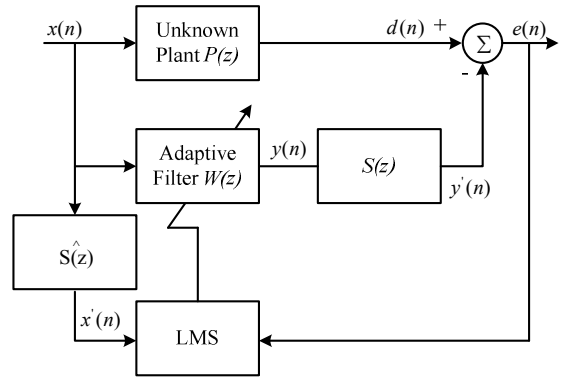 x(n)
Unknown
Plant P(z)
d(n) +
Σ
e(n)
-
Adaptive
Filter W(z)
y(n)
S(z)
y'(n)
Ŝ(z)
x'(n)
LMS